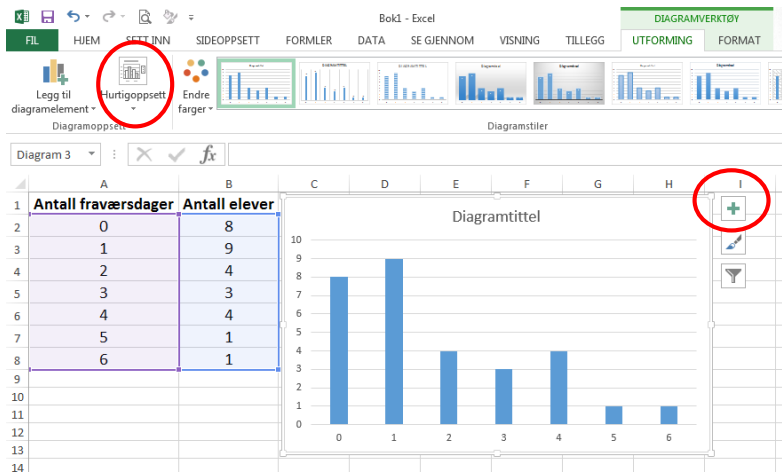 Bok1 - Excel
DIAGRAMVERKTØY
FIL HJEM SETT INN SIDEOPPSETT FORMLER DATA SE GJENNOM VISNING TILLEGG UTFORMING FORMAT
Legg til diagramelement
Hurtigoppsett
Endre farger
Diagramoppsett
Diagramstiler
Diagram 3
fx
A B C D E F G H I
1 Antall fraværsdager Antall elever
2 0 8
3 1 9
4 2 4
5 3 3
6 4 4
7 5 1
8 6 1
9
10
11
12
13
14
Diagramtittel
10
9
8
7
6
5
4
3
2
1
0
0 1 2 3 4 5 6